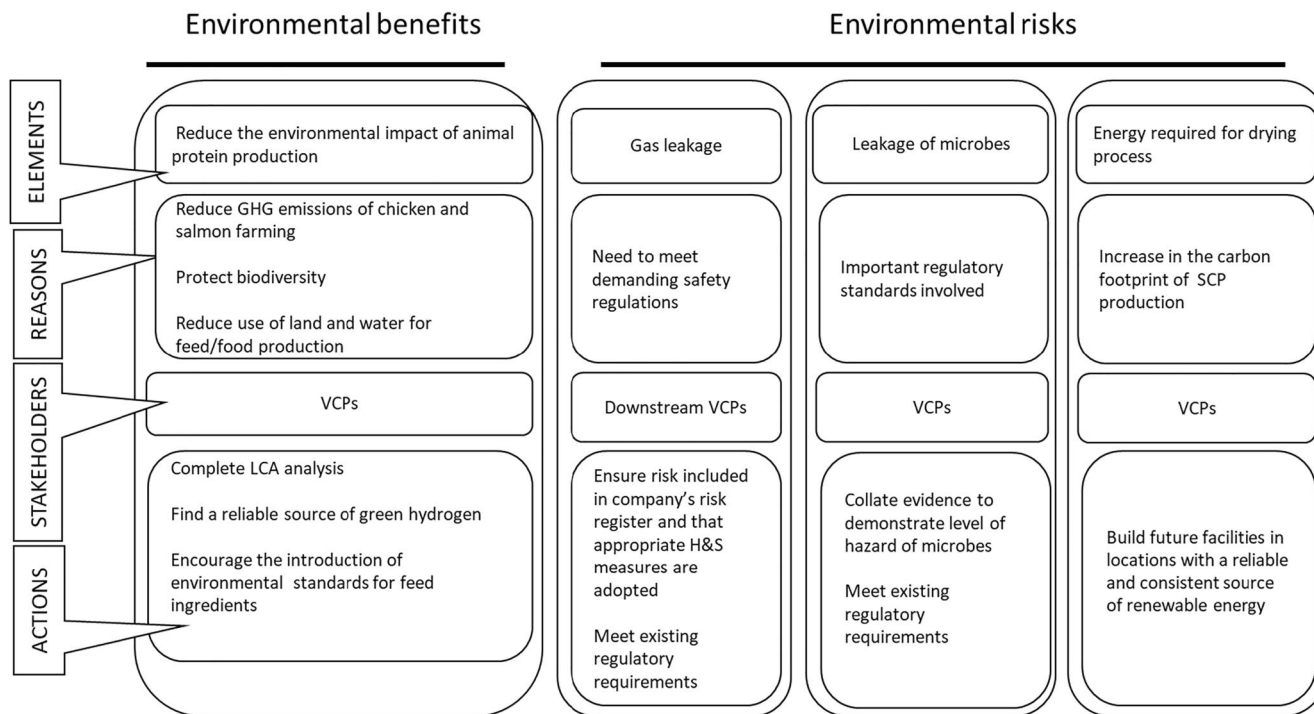 Environmental benefits
Environmental risks
ELEMENTS
Reduce the environmental impact of animal
protein production
Gas leakage
Leakage of microbes
Energy required for drying
process
REASONS
Reduce GHG emissions of chicken and
salmon farming
Protect biodiversity
Reduce use of land and water for
feed/food production
Need to meet
demanding safety
regulations
Important regulatory
standards involved
Increase in the carbon
footprint of SCP
production
STAKEHOLDERS
VCPs
Downstream VCPs
VCPs
VCPs
ACTIONS
Complete LCA analysis
Find a reliable source of green hydrogen
Encourage the introduction of
environmental standards for feed
ingredients
Ensure risk included
in company's risk
register and that
appropriate H&S
measures are
adopted
Meet existing
regulatory
requirements
Collate evidence to
demonstrate level of
hazard of microbes
Meet existing
regulatory
requirements
Build future facilities in
locations with a reliable
and consistent source
of renewable energy